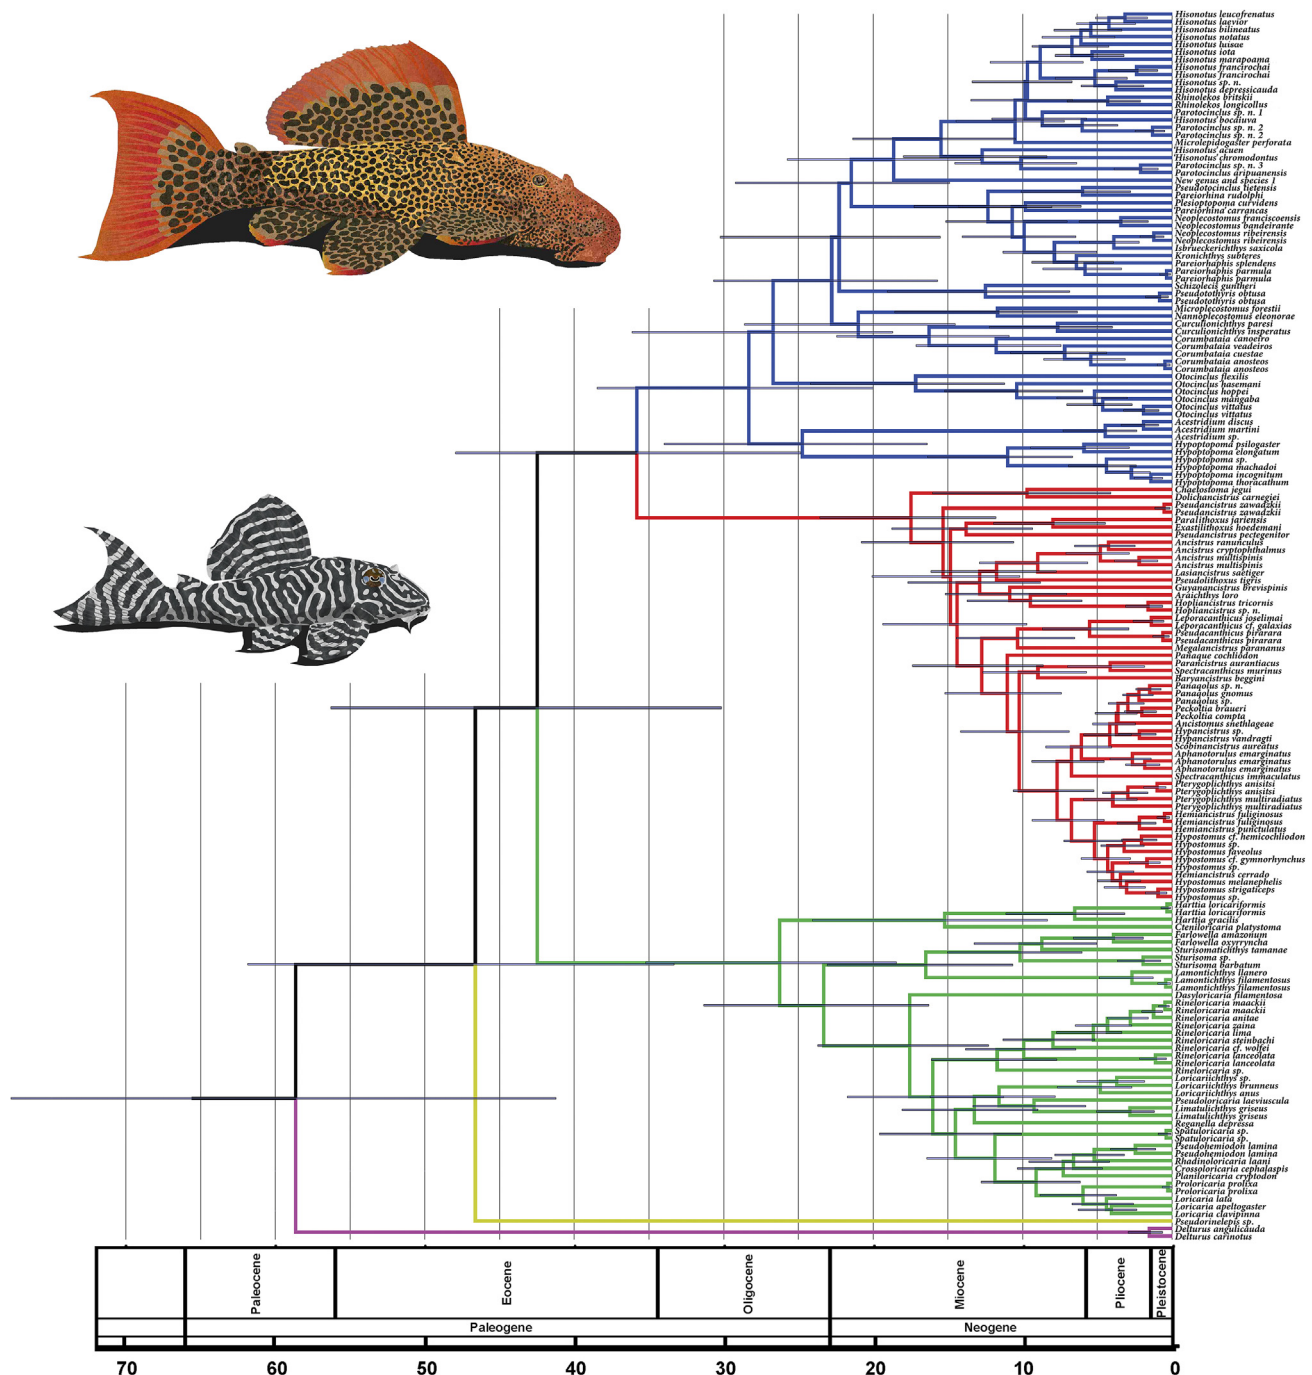 Hisonotus leucofrenatus
Hisonotus laevior
Hisonotus bilineatus
Hisonotus notatus
Hisonotus luisae
Hisonotus iota
Hisonotus marapoama
Hisonotus francirochai
Hisonotus francirochai
Hisonotus sp. n.
Hisonotus depressicauda
Rhinolekos britskii
Rhinolekos longicollus
Parotocinclus sp. n. 1
Hisonotus bocaiuva
Parotocinclus sp. n. 2
Parotocinclus sp. n. 2
Microlepidogaster perforata
Hisonotus acuen
Hisonotus chromodontus
Parotocinclus sp. n. 3
Parotocinclus aripuanensis
New genus and species 1
Pseudotocinclus tietensis
Pareiorhina rudolphi
Plesioptopoma curvidens
Pareiorhina carrancas
Neoplecostomus franciscoensis
Neoplecostomus bandeirante
Neoplecostomus ribeirensis
Neoplecostomus ribeirensis
Isbrueckerichthys saxicola
Kronichthys subteres
Pareiorhaphis splendens
Pareiorhaphis parmula
Pareiorhaphis parmula
Schizolecis guntheri
Pseudotothyris obtusa
Pseudotothyris obtusa
Microplecostomus forestii
Nannoplecostomus eleonorae
Curculionichthys paresi
Curculionichthys insperatus
Corumbataia canoeiro
Corumbataia veadeiros
Corumbataia cuestae
Corumbataia anosteos
Corumbataia anosteos
Otocinclus flexilis
Otocinclus hasemani
Otocinclus hoppei
Otocinclus mangaba
Otocinclus vittatus
Otocinclus vittatus
Acestridium discus
Acestridium martini
Acestridium sp.
Hypoptopoma psilogaster
Hypoptopoma elongatum
Hypoptopoma sp.
Hypoptopoma machadoi
Hypoptopoma incognitum
Hypoptopoma thoracathum
Chaetostoma jegui
Dolichancistrus carnegiei
Pseudancistrus zawadzkii
Pseudancistrus zawadzkii
Paralithoxus jariensis
Exastilithoxus hoedemani
Pseudancistrus pectegenitor
Ancistrus ranunculus
Ancistrus cryptophthalmus
Ancistrus multispinis
Ancistrus multispinis
Lasiancistrus saetiger
Pseudolithoxus tigris
Guyanancistrus brevispinis
Araichthys loro
Hopliancistrus tricornis
Hopliancistrus sp. n.
Leporacanthicus joselimai
Leporacanthicus cf. galaxias
Pseudacanthicus pirarara
Pseudacanthicus pirarara
Megalancistrus parananus
Panaque cochliodon
Parancistrus aurantiacus
Spectracanthicus murinus
Baryancistrus beggini
Panaqolus sp. n.
Panaqolus gnomus
Panaqolus sp.
Peckoltia braueri
Peckoltia compta
Ancistomus snethlageae
Hypancistrus sp.
Hypancistrus vandragti
Scobinancistrus aureatus
Aphanotorulus emarginatus
Aphanotorulus emarginatus
Aphanotorulus emarginatus
Spectracanthicus immaculatus
Pterygoplichthys anisitsi
Pterygoplichthys anisitsi
Pterygoplichthys multiradiatus
Pterygoplichthys multiradiatus
Hemiancistrus fuliginosus
Hemiancistrus fuliginosus
Hemiancistrus punctulatus
Hypostomus cf. hemicochliodon
Hypostomus sp.
Hypostomus faveolus
Hypostomus cf. gymnorhynchus
Hypostomus sp.
Hemiancistrus cerrado
Hypostomus melanephelis
Hypostomus strigaticeps
Hypostomus sp.
Harttia loricariformis
Harttia loricariformis
Harttia gracilis
Cteniloricaria platystoma
Farlowella amazonum
Farlowella oxyrryncha
Sturisomatichthys tamanae
Sturisoma sp.
Sturisoma barbatum
Lamontichthys llanero
Lamontichthys filamentosus
Lamontichthys filamentosus
Dasyloricaria filamentosa
Rineloricaria maackii
Rineloricaria maackii
Rineloricaria anitae
Rineloricaria zaina
Rineloricaria lima
Rineloricaria steinbachi
Rineloricaria cf. wolfei
Rineloricaria lanceolata
Rineloricaria lanceolata
Rineloricaria sp.
Loricariichthys sp.
Loricariichthys brunneus
Loricariichthys anus
Pseudoloricaria laeviuscula
Limatulichthys griseus
Limatulichthys griseus
Reganella depressa
Spatuloricaria sp.
Spatuloricaria sp.
Pseudohemiodon lamina
Pseudohemiodon lamina
Rhadinoloricaria laani
Crossoloricaria cephalaspis
Planiloricaria cryptodon
Proloricaria prolixa
Proloricaria prolixa
Loricaria lata
Loricaria apeltogaster
Loricaria clavipinna
Pseudorinelepis sp.
Delturus angulicauda
Delturus carinotus
Paleocene
Eocene
Oligocene
Miocene
Pliocene
Pleistocene
Paleogene
Neogene
70
60
50
40
30
20
10
0